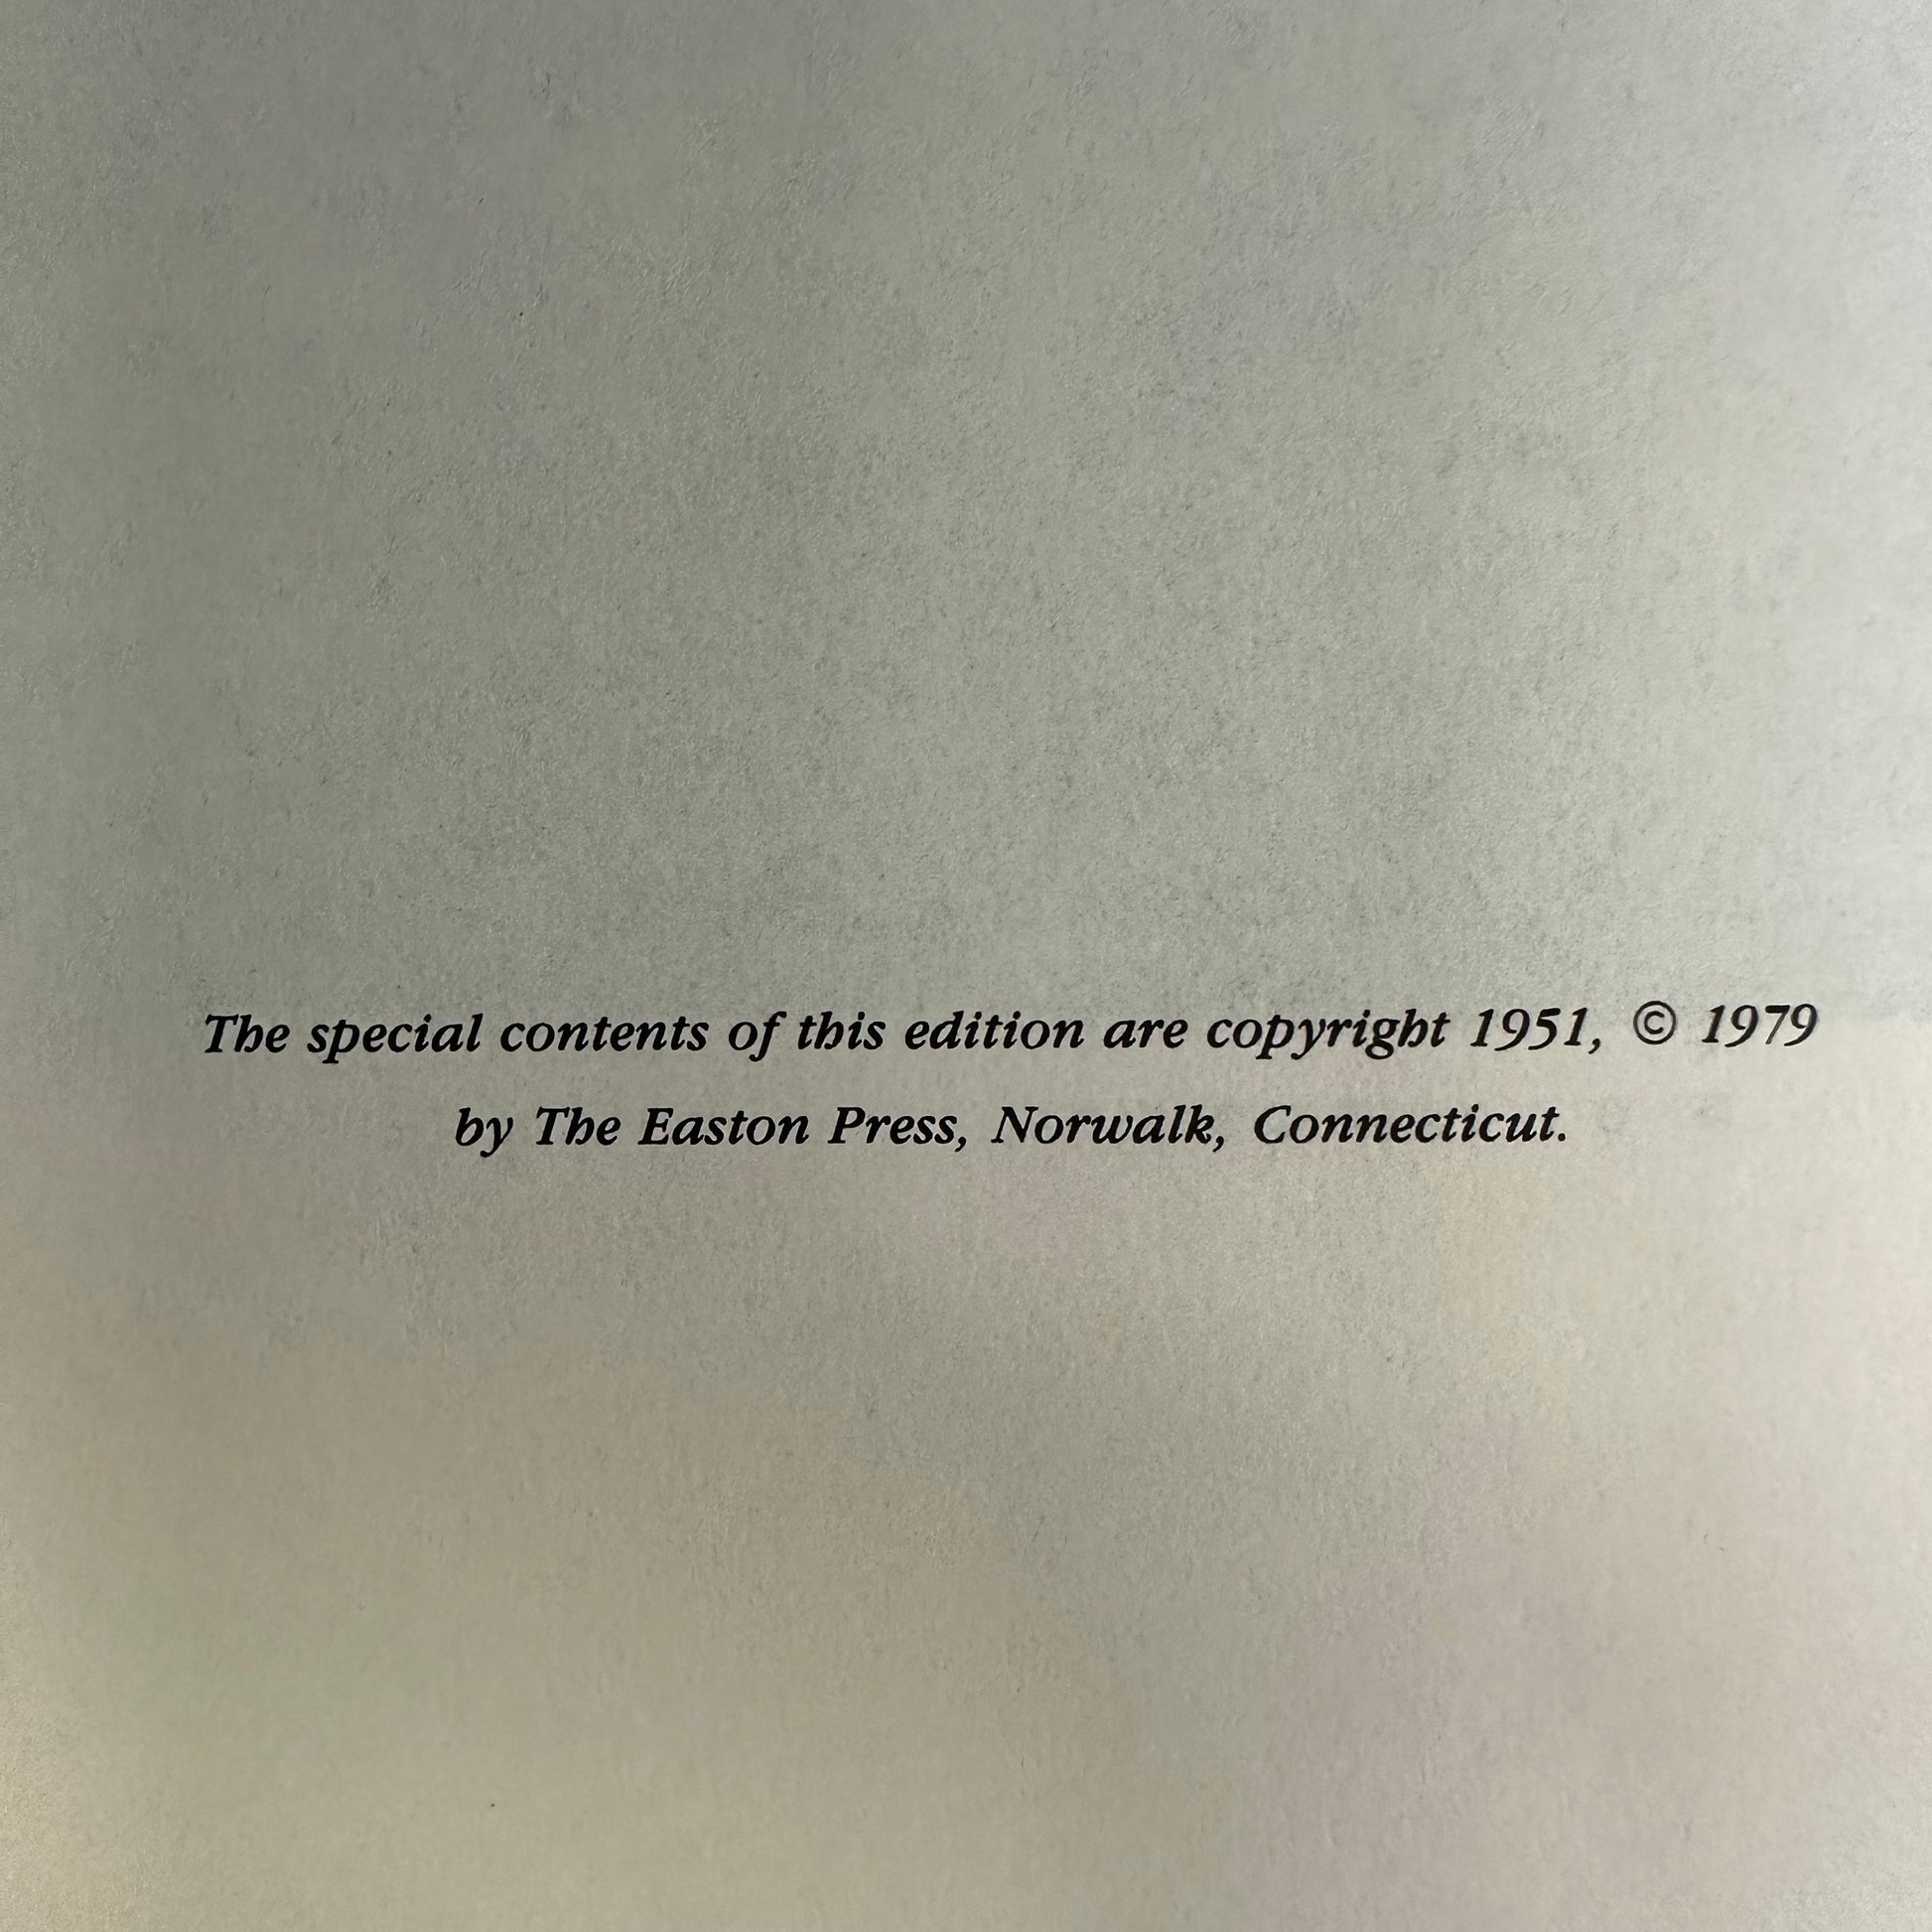 The special contents of this edition are copyright 1951, © 1979
by The Easton Press, Norwalk, Connecticut.